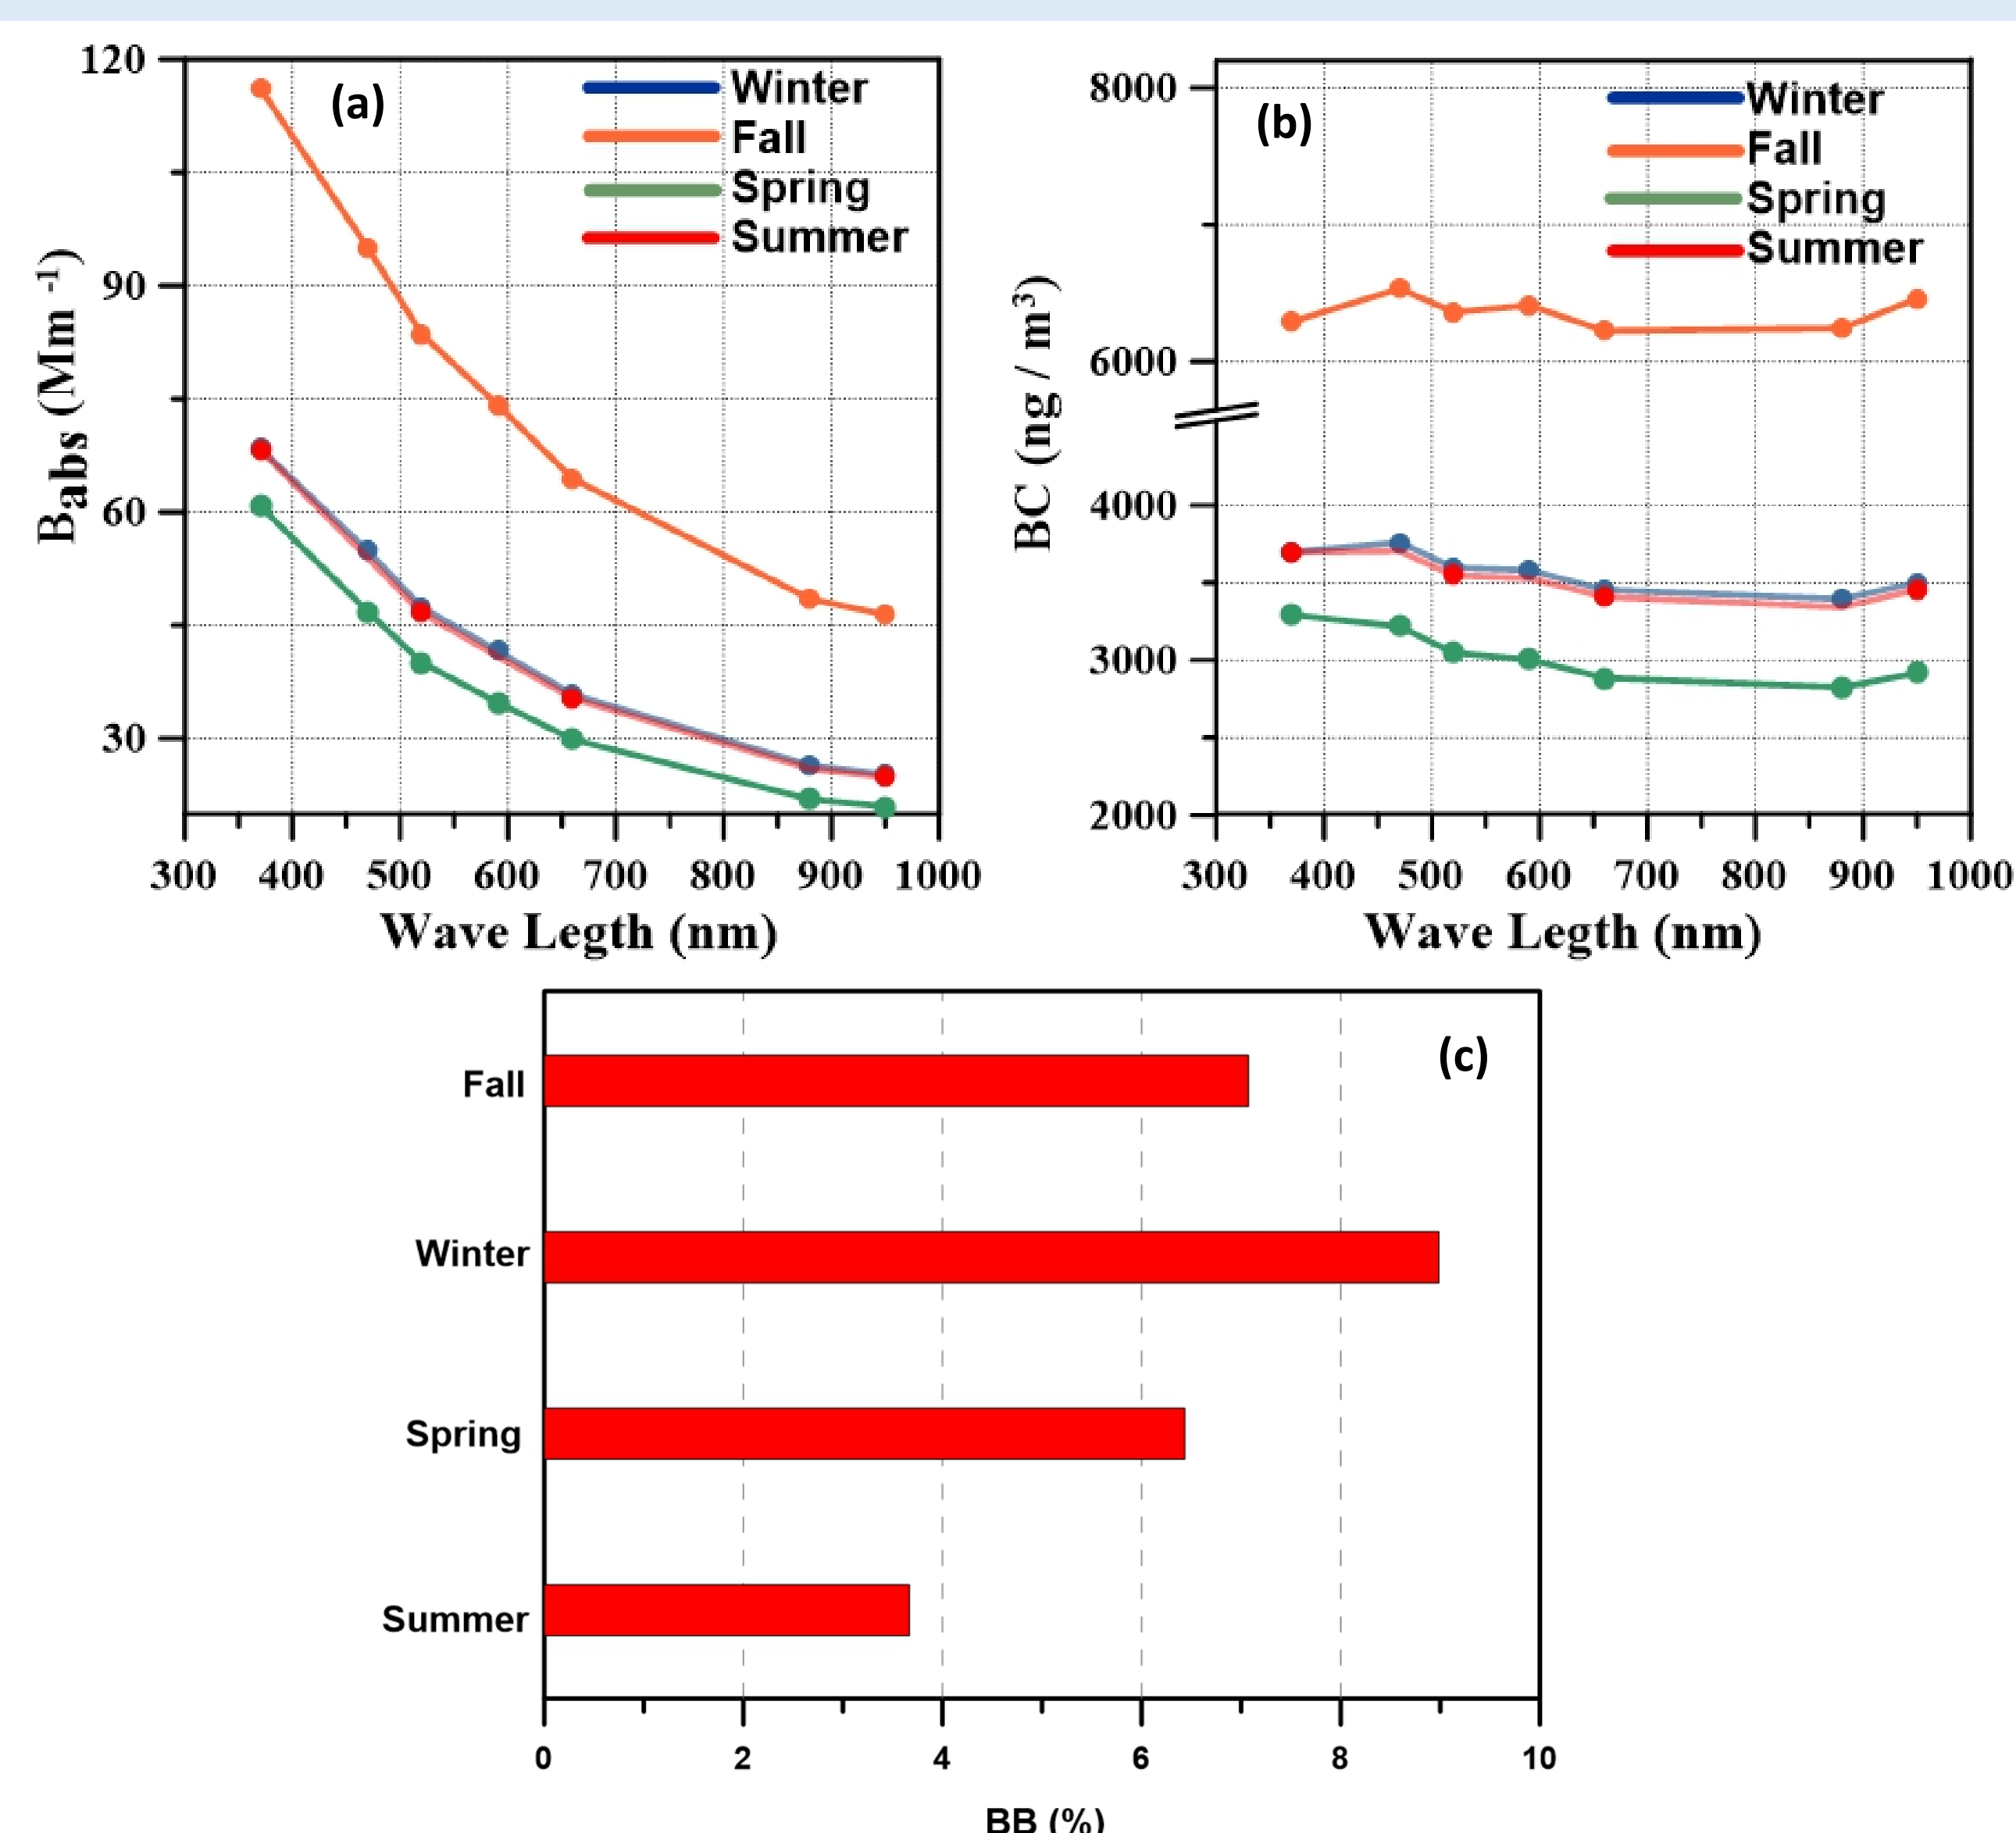 (a)
Winter
Fall
Spring
Summer
120
90
60
30
Babs (Mm -1)
300 400 500 600 700 800 900 1000
Wave Legth (nm)
(b)
Winter
Fall
Spring
Summer
8000
6000
4000
3000
2000
BC (ng / m³)
300 400 500 600 700 800 900 1000
Wave Legth (nm)
(c)
Fall
Winter
Spring
Summer
0 2 4 6 8 10
BB (%)